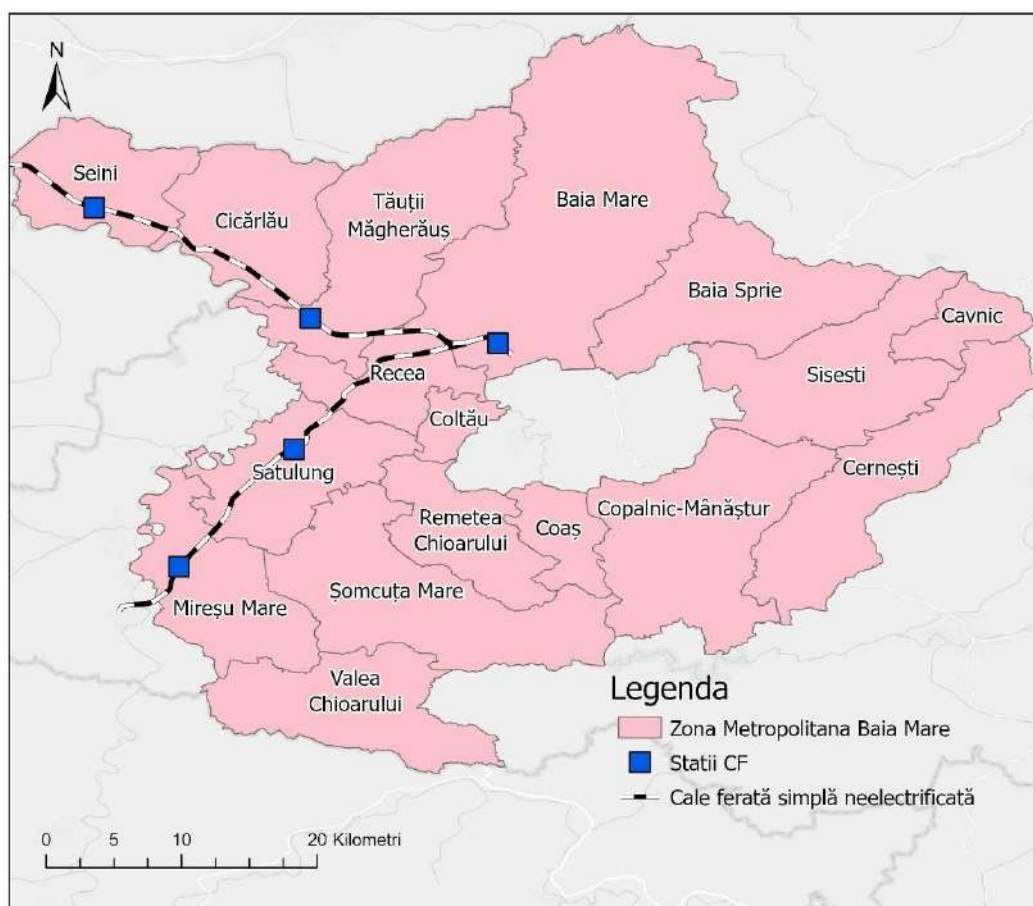 N
Seini
Cicărlău
Tăuții
Măgherăuș
Baia Mare
Baia Sprie
Cavnic
Sisesti
Recea
Coltău
Cernești
Satulung
Copalnic-Mânăștur
Remetea
Chioarului
Coaș
Șomcuța Mare
Mireșu Mare
Valea
Chioarului
Legenda
Zona Metropolitana Baia Mare
Statii CF
Cale ferată simplă neelectrificată
0 5 10 20 Kilometri